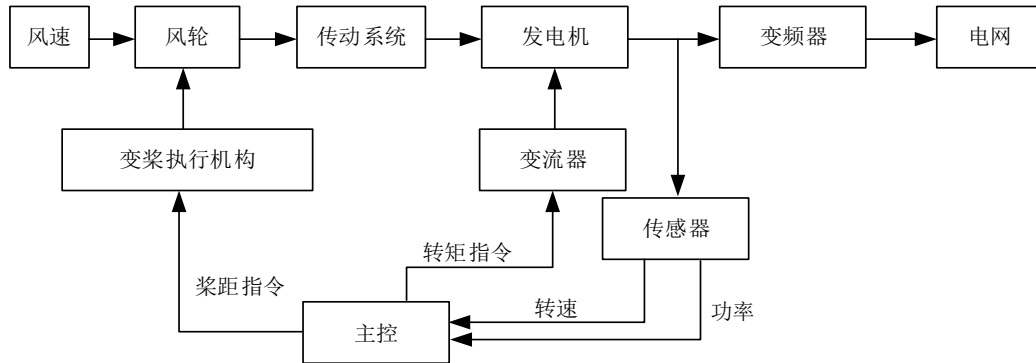 风速
风轮
传动系统
发电机
变频器
电网
变桨执行机构
变流器
传感器
转矩指令
桨距指令
转速
功率
主控